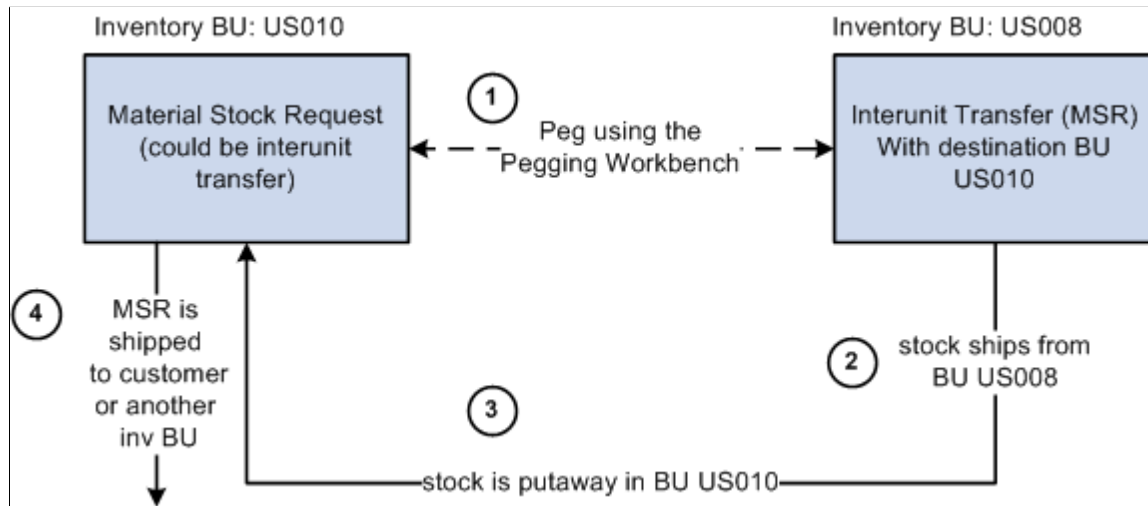 Inventory BU: US010
Inventory BU: US008
Material Stock Request
(could be interunit
transfer)
1
Peg using the
Pegging Workbench
Interunit Transfer (MSR)
With destination BU
US010
4
MSR is
shipped
to customer
or another
inv BU
2
stock ships from
BU US008
3
stock is putaway in BU US010